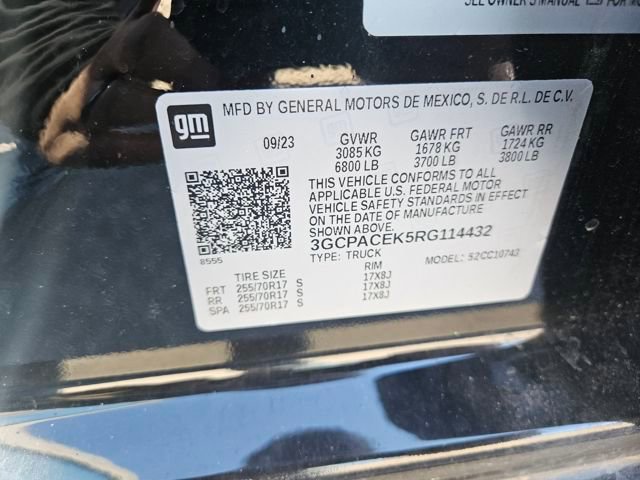 SEE OWNER'S MANUAL FOR MO
gm
MFD BY GENERAL MOTORS DE MEXICO, S. DE R.L. DE C.V.
09/23 GVWR GAWR FRT GAWR RR
3085 KG 1678 KG 1724 KG
6800 LB 3700 LB 3800 LB
THIS VEHICLE CONFORMS TO ALL
APPLICABLE U.S. FEDERAL MOTOR
VEHICLE SAFETY STANDARDS IN EFFECT
ON THE DATE OF MANUFACTURE
3GCPACEK5RG114432
8555
TYPE: TRUCK MODEL: 52CC10743
TIRE SIZE RIM
FRT 255/70R17 S 17X8J
RR 255/70R17 S 17X8J
SPA 255/70R17 S 17X8J